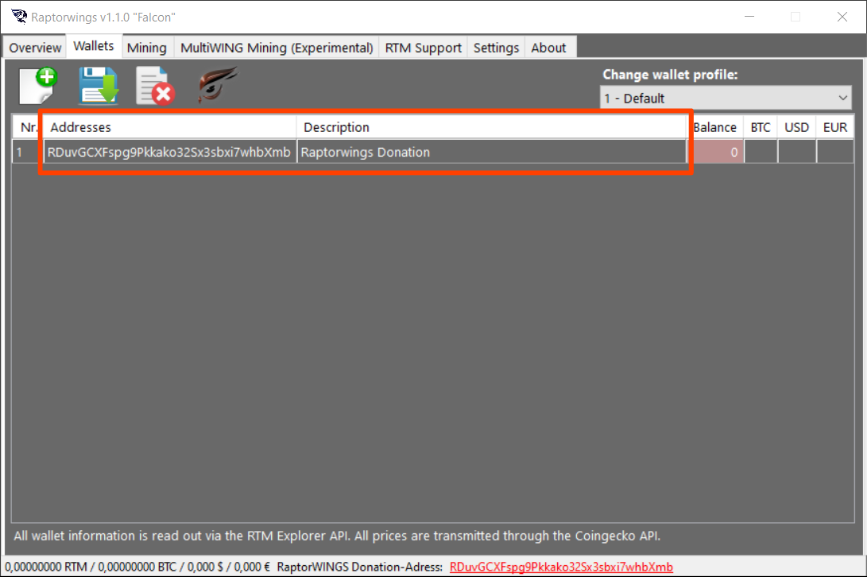 Raptorwings v1.1.0 "Falcon"
Overview Wallets Mining MultiWING Mining (Experimental) RTM Support Settings About
Change wallet profile:
1 - Default
Nr. Addresses Description Balance BTC USD EUR
1 RDuvGCXFspg9Pkkako32Sx3sbxi7whbXmb Raptorwings Donation 0
All wallet information is read out via the RTM Explorer API. All prices are transmitted through the Coingecko API.
0,00000000 RTM / 0,00000000 BTC / 0,000 $ / 0,000 € RaptorWINGS Donation-Adress: RDuvGCXFspg9Pkkako32Sx3sbxi7whbXmb